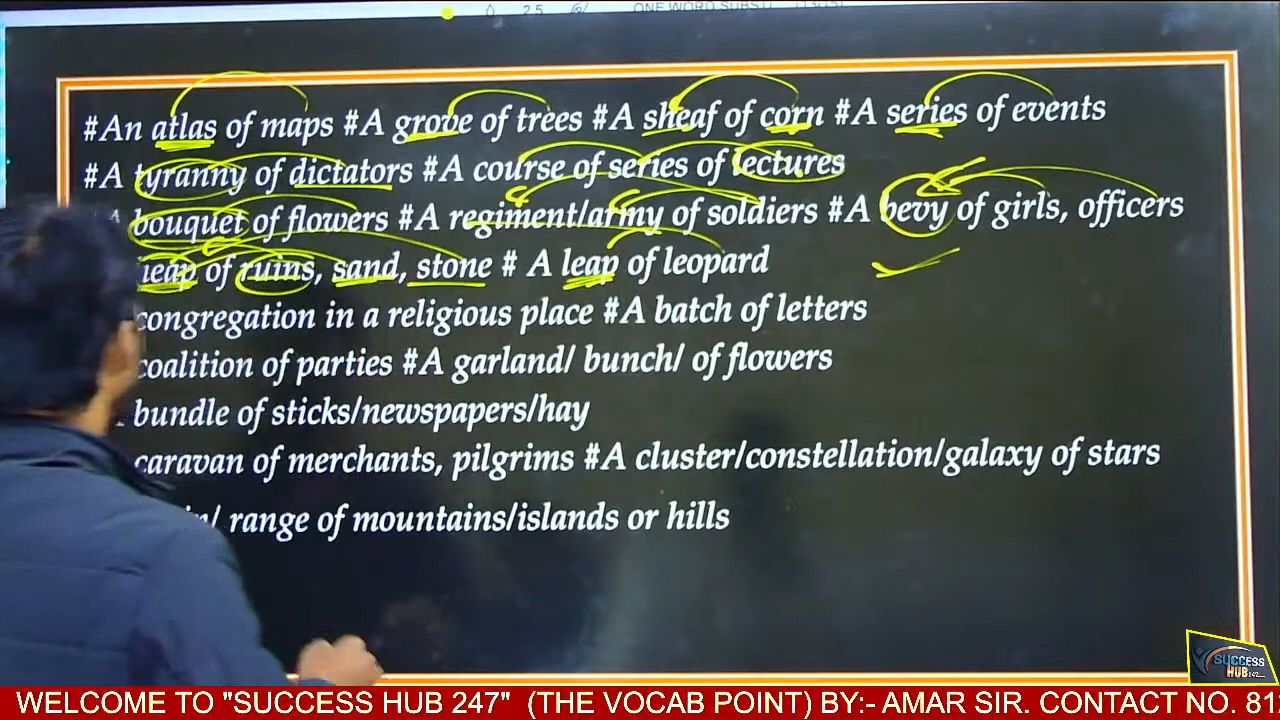 ONE WORD SUBSTI
#An atlas of maps #A grove of trees #A sheaf of corn #A series of events
#A tyranny of dictators #A course of series of lectures
A bouquet of flowers #A regiment/army of soldiers #A bevy of girls, officers
heap of ruins, sand, stone # A leap of leopard
congregation in a religious place #A batch of letters
coalition of parties #A garland/ bunch/ of flowers
bundle of sticks/newspapers/hay
caravan of merchants, pilgrims #A cluster/constellation/galaxy of stars
range of mountains/islands or hills
SUCCESS
HUB 247
WELCOME TO "SUCCESS HUB 247" (THE VOCAB POINT) BY:- AMAR SIR. CONTACT NO. 81